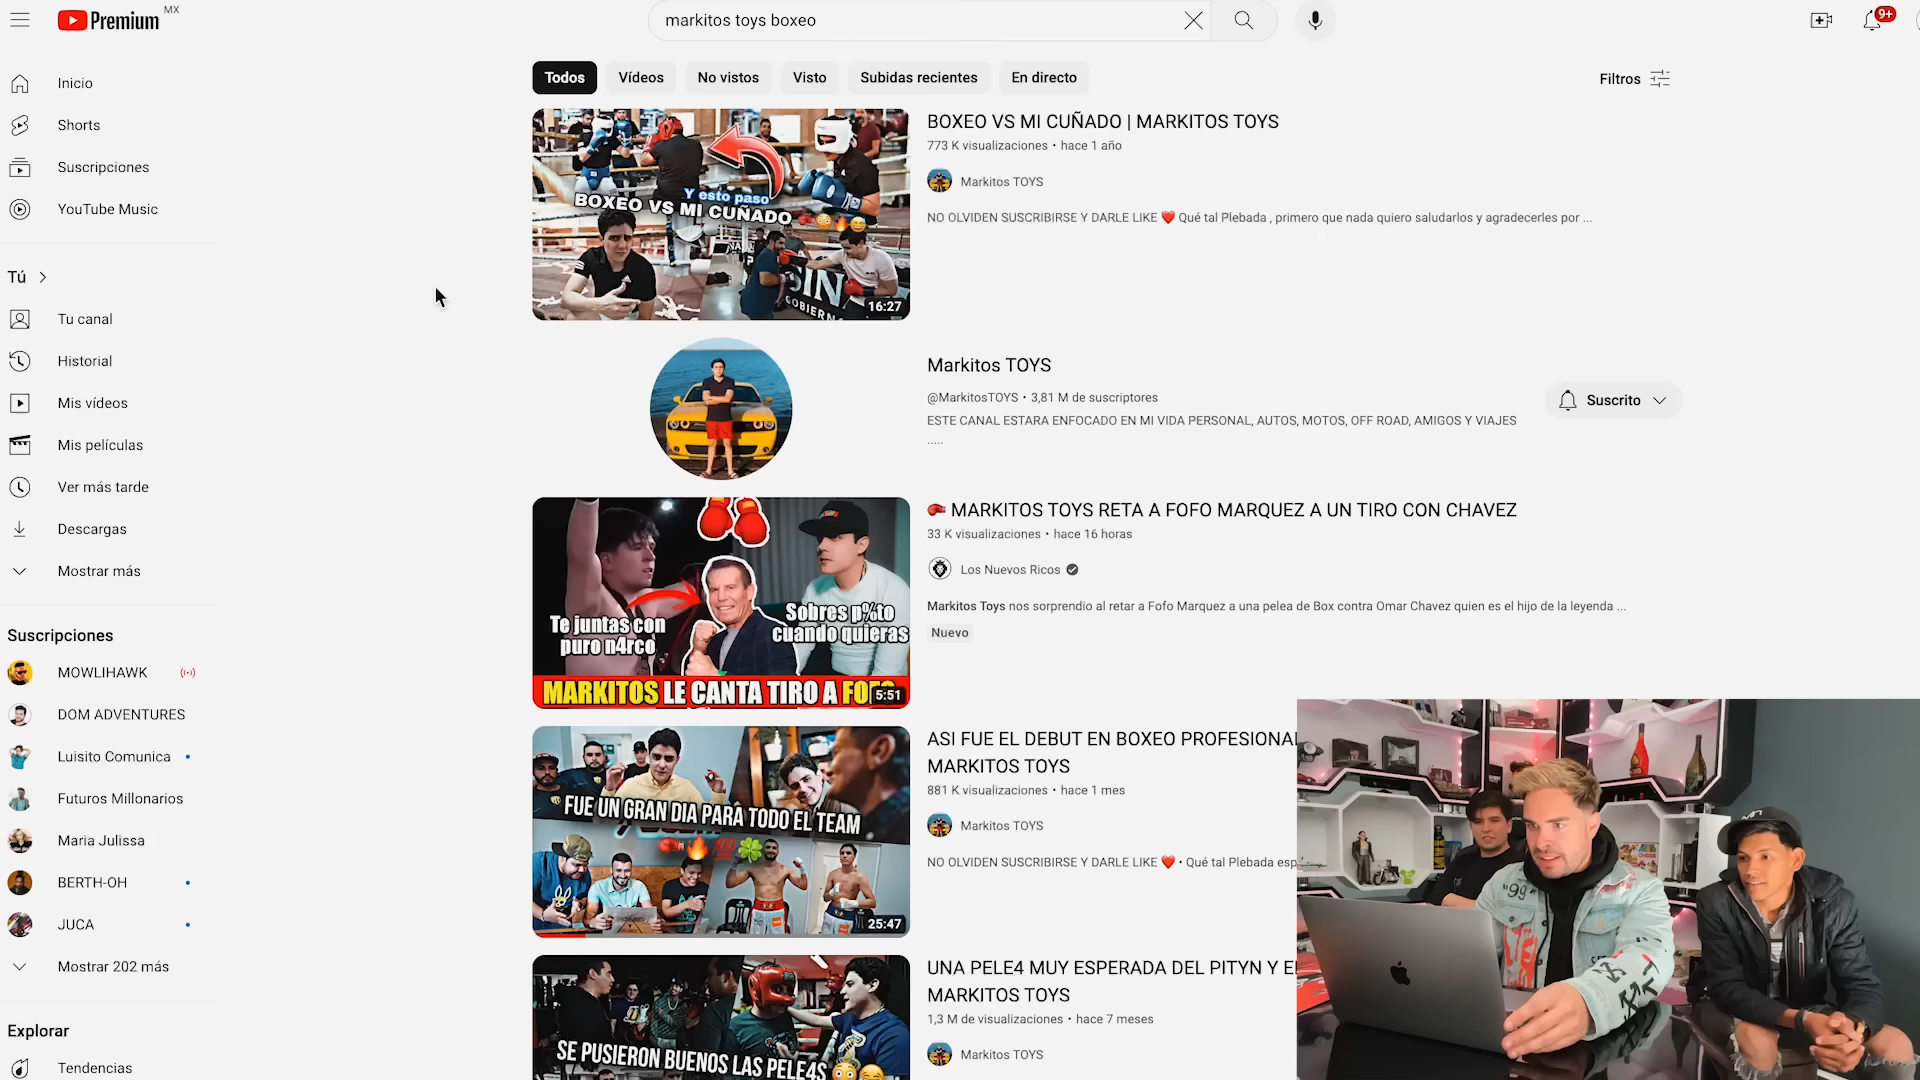 Premium MX
markitos toys boxeo
9+
Inicio
Shorts
Suscripciones
YouTube Music
Tú
Tu canal
Historial
Mis vídeos
Mis películas
Ver más tarde
Descargas
Mostrar más
Suscripciones
MOWLIHAWK
DOM ADVENTURES
Luisito Comunica
Futuros Millonarios
Maria Julissa
BERTH-OH
JUCA
Mostrar 202 más
Explorar
Tendencias
Todos
Vídeos
No vistos
Visto
Subidas recientes
En directo
Filtros
Y esto paso
BOXEO VS MI CUÑADO
GOBIERN
16:27
BOXEO VS MI CUÑADO | MARKITOS TOYS
773 K visualizaciones • hace 1 año
Markitos TOYS
NO OLVIDEN SUSCRIBIRSE Y DARLE LIKE ❤️ Qué tal Plebada , primero que nada quiero saludarlos y agradecerles por ...
Markitos TOYS
@MarkitosTOYS • 3,81 M de suscriptores
ESTE CANAL ESTARA ENFOCADO EN MI VIDA PERSONAL, AUTOS, MOTOS, OFF ROAD, AMIGOS Y VIAJES
.....
Suscrito
Te juntas con
puro n4rco
Sobres p%to
cuando quieras
MARKITOS LE CANTA TIRO A FOFO
5:51
🥊 MARKITOS TOYS RETA A FOFO MARQUEZ A UN TIRO CON CHAVEZ
33 K visualizaciones • hace 16 horas
Los Nuevos Ricos
Markitos Toys nos sorprendio al retar a Fofo Marquez a una pelea de Box contra Omar Chavez quien es el hijo de la leyenda ...
Nuevo
FUE UN GRAN DIA PARA TODO EL TEAM
25:47
ASI FUE EL DEBUT EN BOXEO PROFESIONAL
MARKITOS TOYS
881 K visualizaciones • hace 1 mes
Markitos TOYS
NO OLVIDEN SUSCRIBIRSE Y DARLE LIKE ❤️ • Qué tal Plebada esp
SE PUSIERON BUENOS LAS PELE4S
UNA PELE4 MUY ESPERADA DEL PITYN Y E
MARKITOS TOYS
1,3 M de visualizaciones • hace 7 meses
Markitos TOYS
"99"